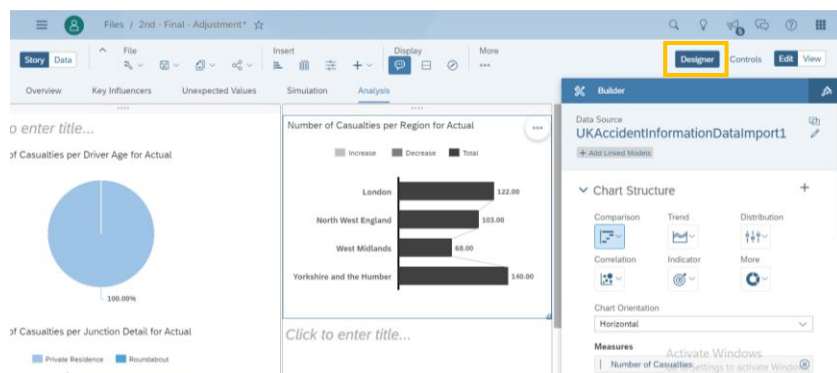 Files / 2nd - Final - Adjustment*
File
Insert
Display
More
Story Data
Designer
Controls
Edit View
Overview
Key Influencers
Unexpected Values
Simulation
Analysis
o enter title...
of Casualties per Driver Age for Actual
100.00%
of Casualties per Junction Detail for Actual
Private Residence
Roundabout
Number of Casualties per Region for Actual
Increase
Decrease
Total
London
122.00
North West England
103.00
West Midlands
68.00
Yorkshire and the Humber
140.00
Click to enter title...
Builder
Data Source
UKAccidentInformationDataImport1
+ Add Linked Models
Chart Structure
Comparison
Trend
Distribution
Correlation
Indicator
More
Chart Orientation
Horizontal
Measures
Number of Casualties
Activate Windows
to Settings to activate Windows